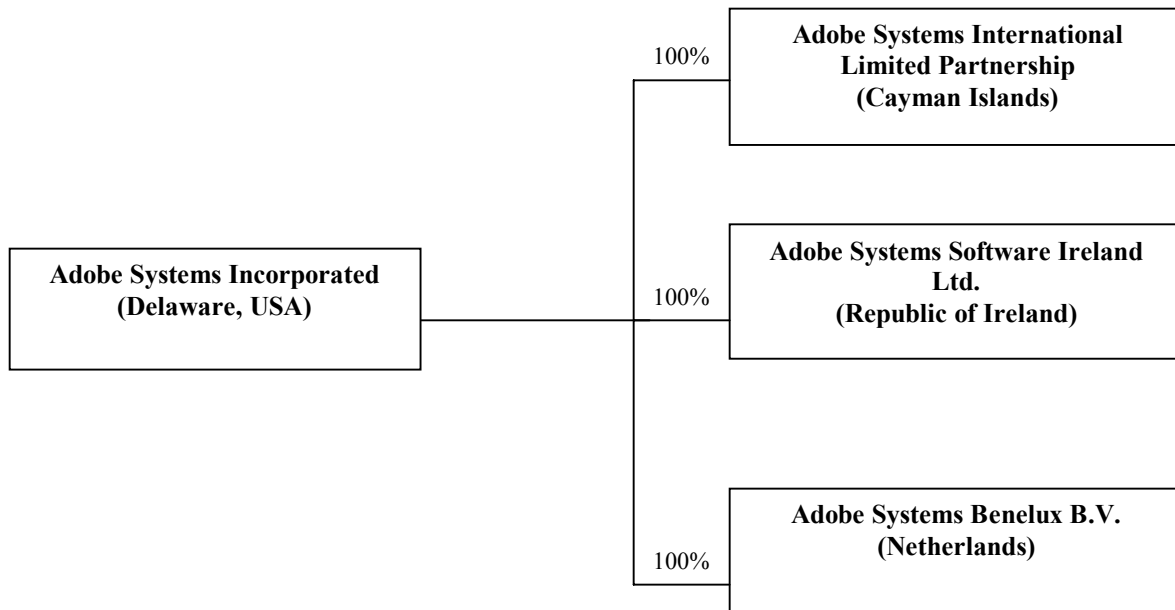 100%
Adobe Systems International
Limited Partnership
(Cayman Islands)
Adobe Systems Incorporated
(Delaware, USA)
100%
Adobe Systems Software Ireland
Ltd.
(Republic of Ireland)
100%
Adobe Systems Benelux B.V.
(Netherlands)